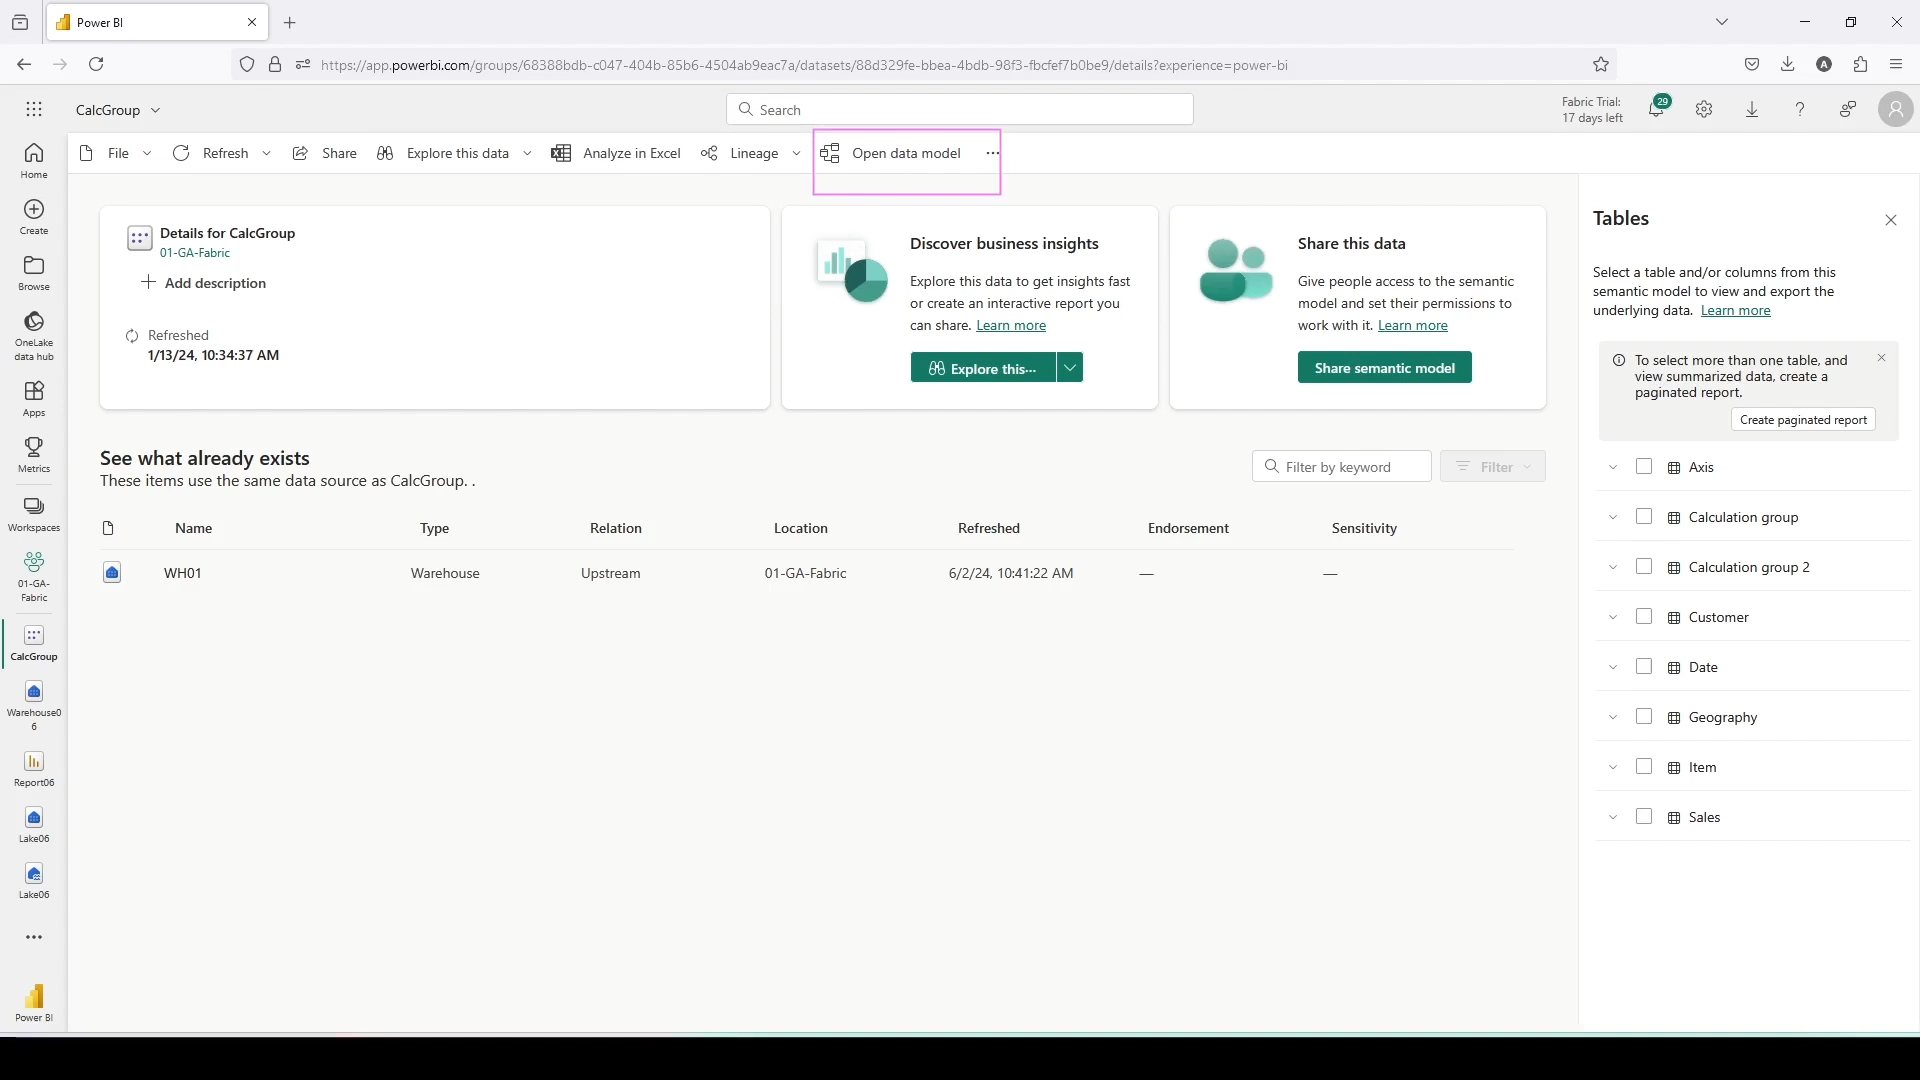 Power BI
https://app.powerbi.com/groups/68388bdb-c047-404b-85b6-4504ab9eac7a/datasets/88d329fe-bbea-4bdb-98f3-fbcfef7b0be9/details?experience=power-bi
A
CalcGroup
Search
Fabric Trial:
17 days left
29
File
Refresh
Share
Explore this data
Analyze in Excel
Lineage
Open data model
Home
Create
Browse
OneLake
data hub
Apps
Metrics
Workspaces
01-GA-
Fabric
CalcGroup
Warehouse0
6
Report06
Lake06
Lake06
Power BI
Details for CalcGroup
01-GA-Fabric
Add description
Refreshed
1/13/24, 10:34:37 AM
Discover business insights
Explore this data to get insights fast
or create an interactive report you
can share. Learn more
Explore this...
Share this data
Give people access to the semantic
model and set their permissions to
work with it. Learn more
Share semantic model
See what already exists
These items use the same data source as CalcGroup. .
Filter by keyword
Filter
Name Type Relation Location Refreshed Endorsement Sensitivity
WH01 Warehouse Upstream 01-GA-Fabric 6/2/24, 10:41:22 AM — —
Tables
Select a table and/or columns from this
semantic model to view and export the
underlying data. Learn more
To select more than one table, and
view summarized data, create a
paginated report.
Create paginated report
Axis
Calculation group
Calculation group 2
Customer
Date
Geography
Item
Sales